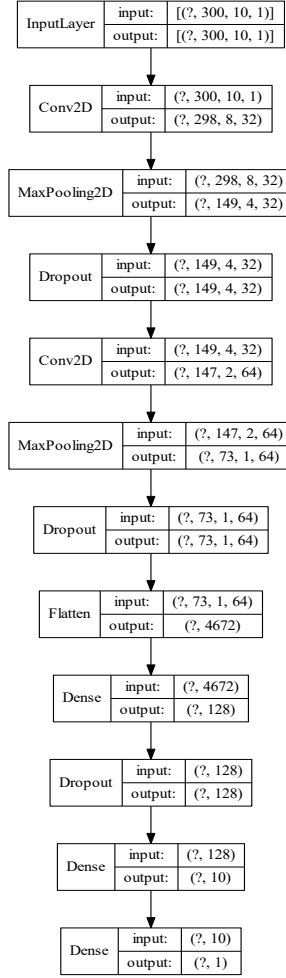 InputLayer input: [(?, 300, 10, 1)]
output: [(?, 300, 10, 1)]
Conv2D input: (?, 300, 10, 1)
output: (?, 298, 8, 32)
MaxPooling2D input: (?, 298, 8, 32)
output: (?, 149, 4, 32)
Dropout input: (?, 149, 4, 32)
output: (?, 149, 4, 32)
Conv2D input: (?, 149, 4, 32)
output: (?, 147, 2, 64)
MaxPooling2D input: (?, 147, 2, 64)
output: (?, 73, 1, 64)
Dropout input: (?, 73, 1, 64)
output: (?, 73, 1, 64)
Flatten input: (?, 73, 1, 64)
output: (?, 4672)
Dense input: (?, 4672)
output: (?, 128)
Dropout input: (?, 128)
output: (?, 128)
Dense input: (?, 128)
output: (?, 10)
Dense input: (?, 10)
output: (?, 1)